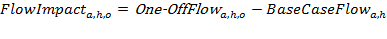 FlowImpact_{a,h,o} = One-OffFlow_{a,h,o} − BaseCaseFlow_{a,h}